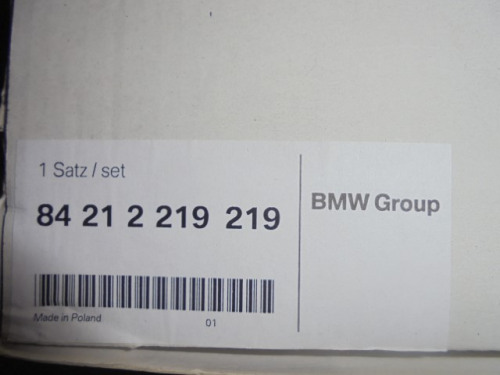 1 Satz / set
84 21 2 219 219
BMW Group
Made in Poland
01